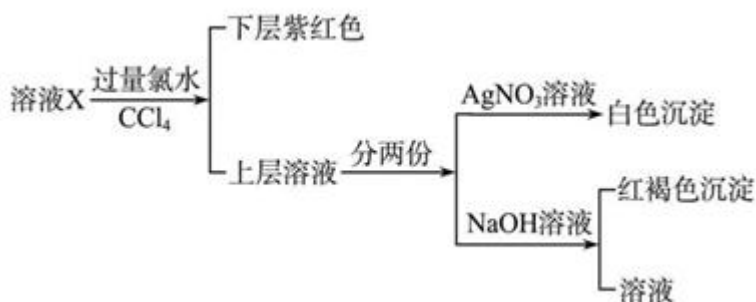 下层紫红色
溶液X
过量氯水
CCl₄
上层溶液
分两份
AgNO₃溶液
白色沉淀
NaOH溶液
红褐色沉淀
溶液